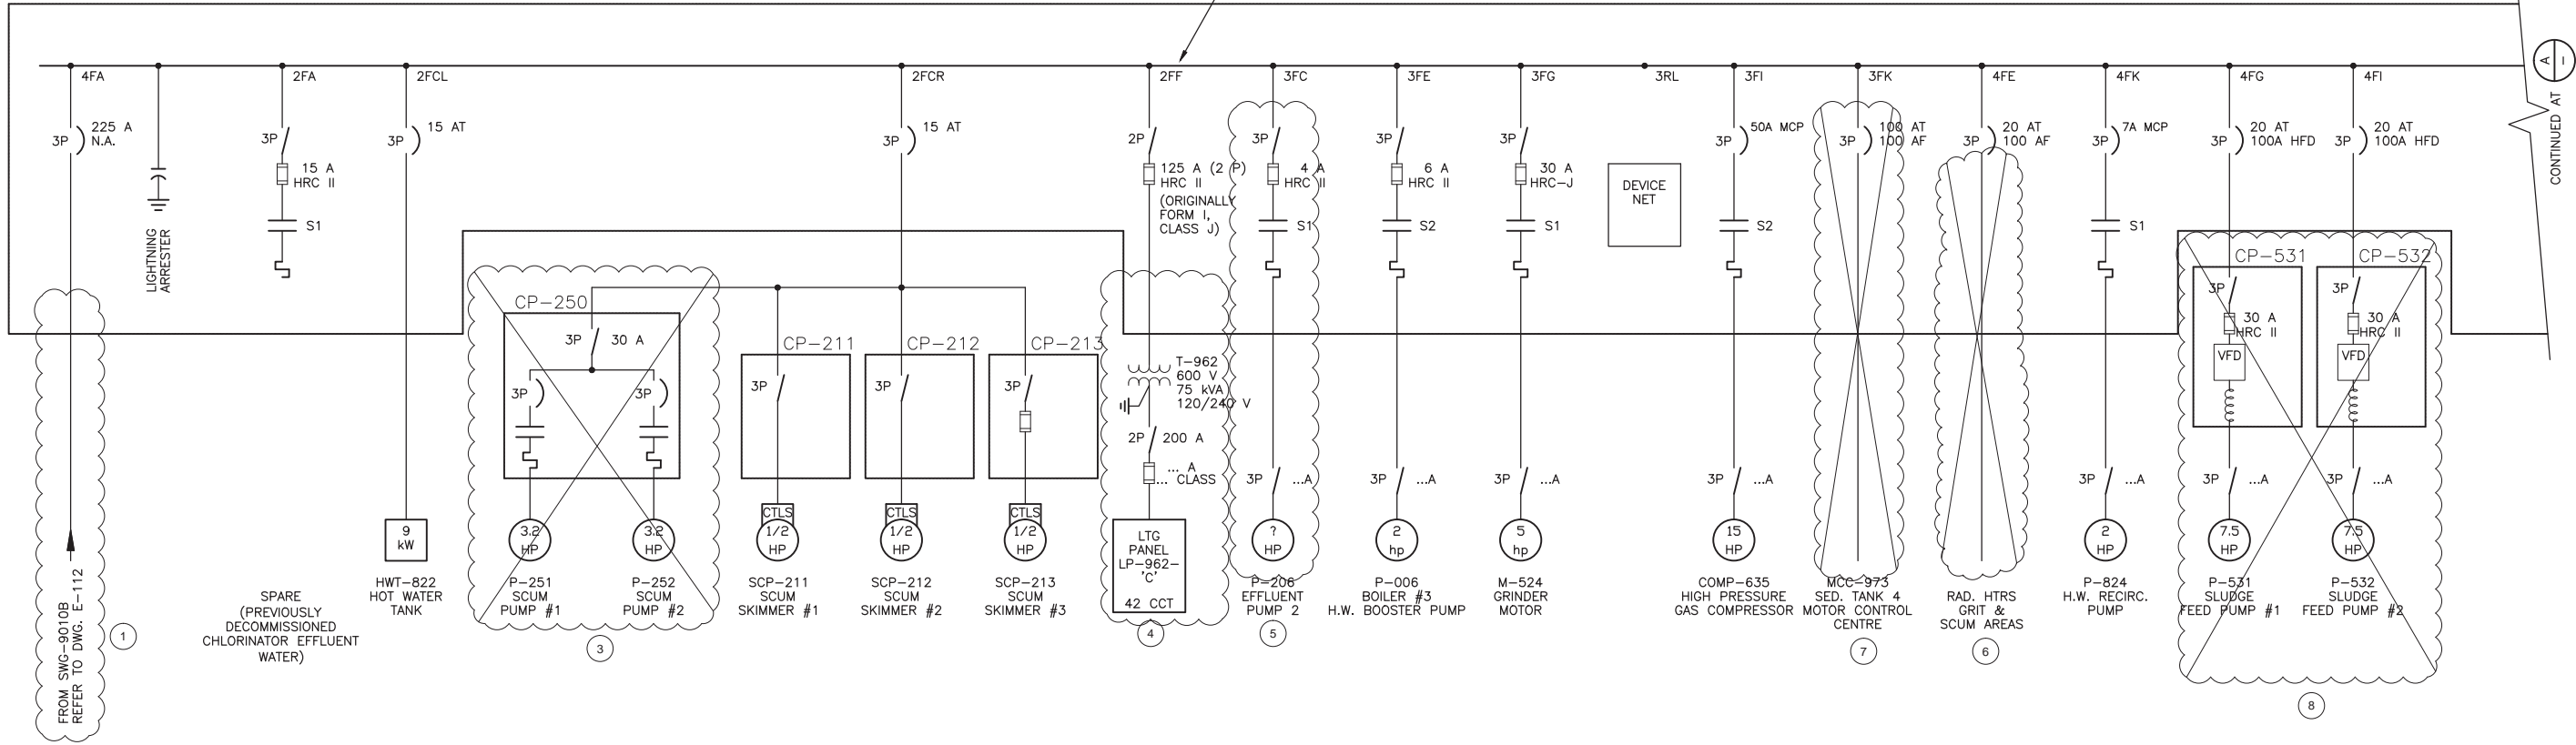 4FA
2FA
2FCL
2FCR
2FF
3FC
3FE
3FG
3RL
3FI
3FK
4FE
4FK
4FG
4FI
A
I
CONTINUED AT
3P
225 A
N.A.
LIGHTNING
ARRESTER
3P
15 A
HRC II
S1
3P
15 AT
3P
15 AT
2P
125 A (2 P)
HRC II
(ORIGINALLY
FORM I,
CLASS J)
3P
4 A
HRC II
S1
3P
6 A
HRC II
S2
3P
30 A
HRC-J
S1
DEVICE
NET
3P
50A MCP
S2
3P
100 AT
100 AF
3P
20 AT
100 AF
3P
7A MCP
S1
3P
20 AT
100A HFD
3P
20 AT
100A HFD
CP-250
3P
30 A
3P
3P
CP-211
3P
CP-212
3P
CP-213
3P
T-962
600 V
75 kVA
120/240 V
2P
200 A
... A
... CLASS
CP-531
3P
30 A
HRC II
VFD
CP-532
3P
30 A
HRC II
VFD
3P
...A
3P
...A
3P
...A
3P
...A
3P
...A
3P
...A
3P
...A
FROM SWG-9010B
REFER TO DWG. E-112
1
SPARE
(PREVIOUSLY
DECOMMISSIONED
CHLORINATOR EFFLUENT
WATER)
9
kW
HWT-822
HOT WATER
TANK
3.2
HP
P-251
SCUM
PUMP #1
3.2
HP
P-252
SCUM
PUMP #2
3
CTLS
1/2
HP
SCP-211
SCUM
SKIMMER #1
CTLS
1/2
HP
SCP-212
SCUM
SKIMMER #2
CTLS
1/2
HP
SCP-213
SCUM
SKIMMER #3
LTG
PANEL
LP-962-
'C'
42 CCT
4
?
HP
P-206
EFFLUENT
PUMP 2
5
2
hp
P-006
BOILER #3
H.W. BOOSTER PUMP
5
hp
M-524
GRINDER
MOTOR
15
HP
COMP-635
HIGH PRESSURE
GAS COMPRESSOR
MCC-973
SED. TANK 4
MOTOR CONTROL
CENTRE
7
RAD. HTRS
GRIT &
SCUM AREAS
6
2
HP
P-824
H.W. RECIRC.
PUMP
7.5
HP
P-531
SLUDGE
FEED PUMP #1
7.5
HP
P-532
SLUDGE
FEED PUMP #2
8